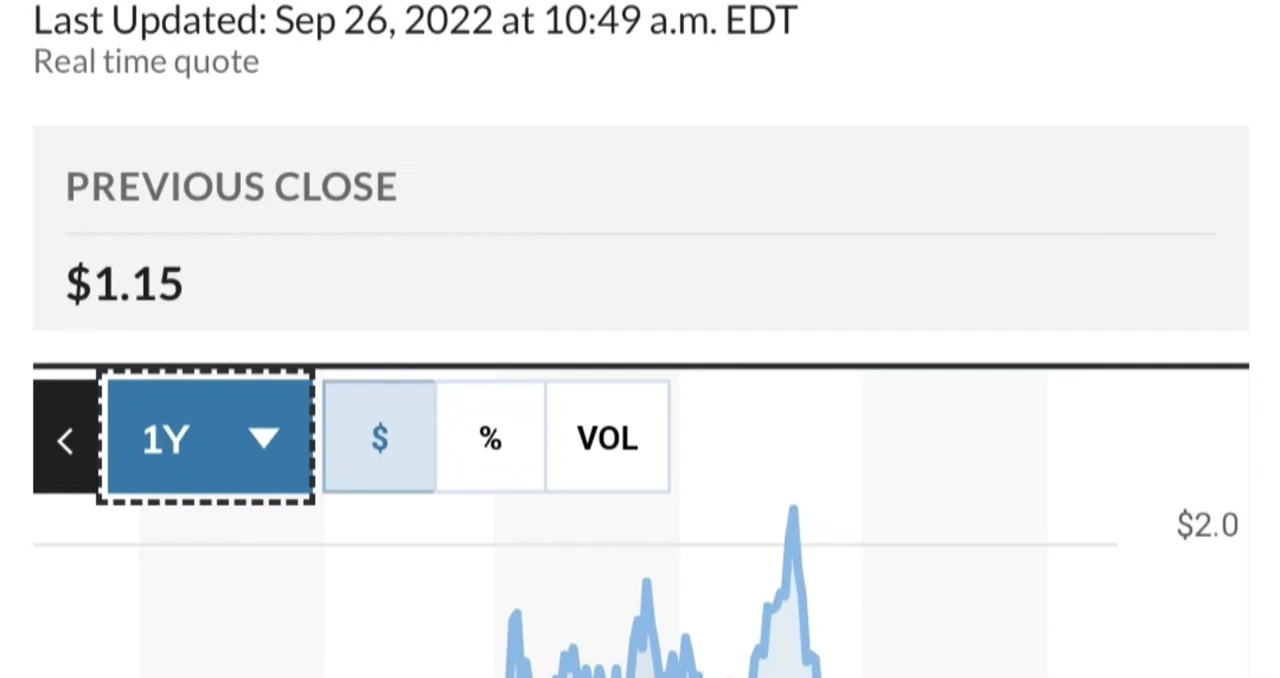 Last Updated: Sep 26, 2022 at 10:49 a.m. EDT
Real time quote
PREVIOUS CLOSE
$1.15
1Y $ % VOL
$2.0